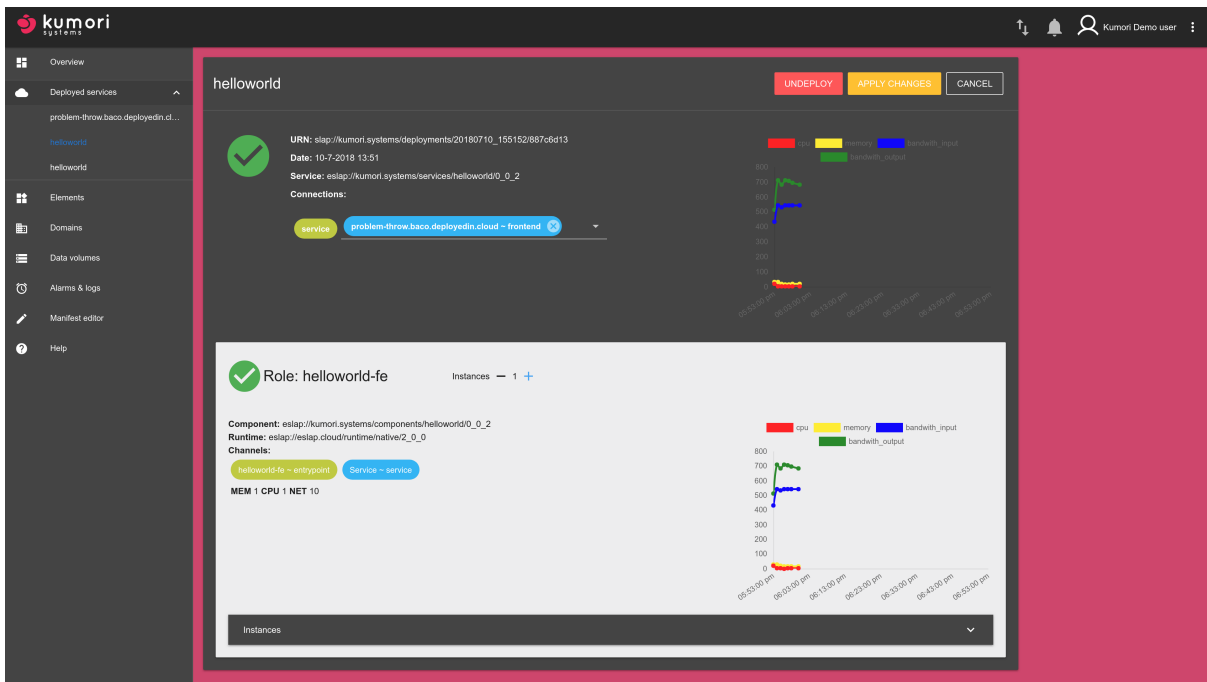 kumori
systems
Kumori Demo user
Overview
Deployed services
problem-throw.baco.deployedin.cl...
helloworld
helloworld
Elements
Domains
Data volumes
Alarms & logs
Manifest editor
Help
helloworld
UNDEPLOY
APPLY CHANGES
CANCEL
URN: slap://kumori.systems/deployments/20180710_155152/887c6d13
Date: 10-7-2018 13:51
Service: eslap://kumori.systems/services/helloworld/0_0_2
Connections:
service
problem-throw.baco.deployedin.cloud ~ frontend
cpu memory bandwith_input
bandwith_output
800
700
600
500
400
300
200
100
0
05:53:00 pm 06:03:00 pm 06:13:00 pm 06:23:00 pm 06:33:00 pm 06:43:00 pm 06:53:00 pm
Role: helloworld-fe
Instances 1
Component: eslap://kumori.systems/components/helloworld/0_0_2
Runtime: eslap://eslap.cloud/runtime/native/2_0_0
Channels:
helloworld-fe ~ entrypoint
Service ~ service
MEM 1 CPU 1 NET 10
cpu memory bandwith_input
bandwith_output
800
700
600
500
400
300
200
100
0
05:53:00 pm 06:03:00 pm 06:13:00 pm 06:23:00 pm 06:33:00 pm 06:43:00 pm 06:53:00 pm
Instances